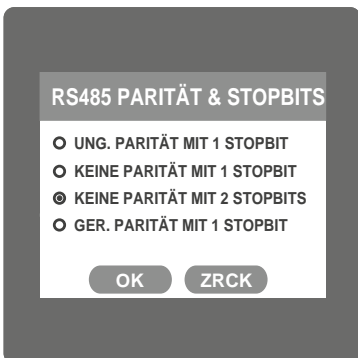 RS485 PARITÄT & STOPBITS
UNG. PARITÄT MIT 1 STOPBIT
KEINE PARITÄT MIT 1 STOPBIT
KEINE PARITÄT MIT 2 STOPBITS
GER. PARITÄT MIT 1 STOPBIT
OK ZRCK